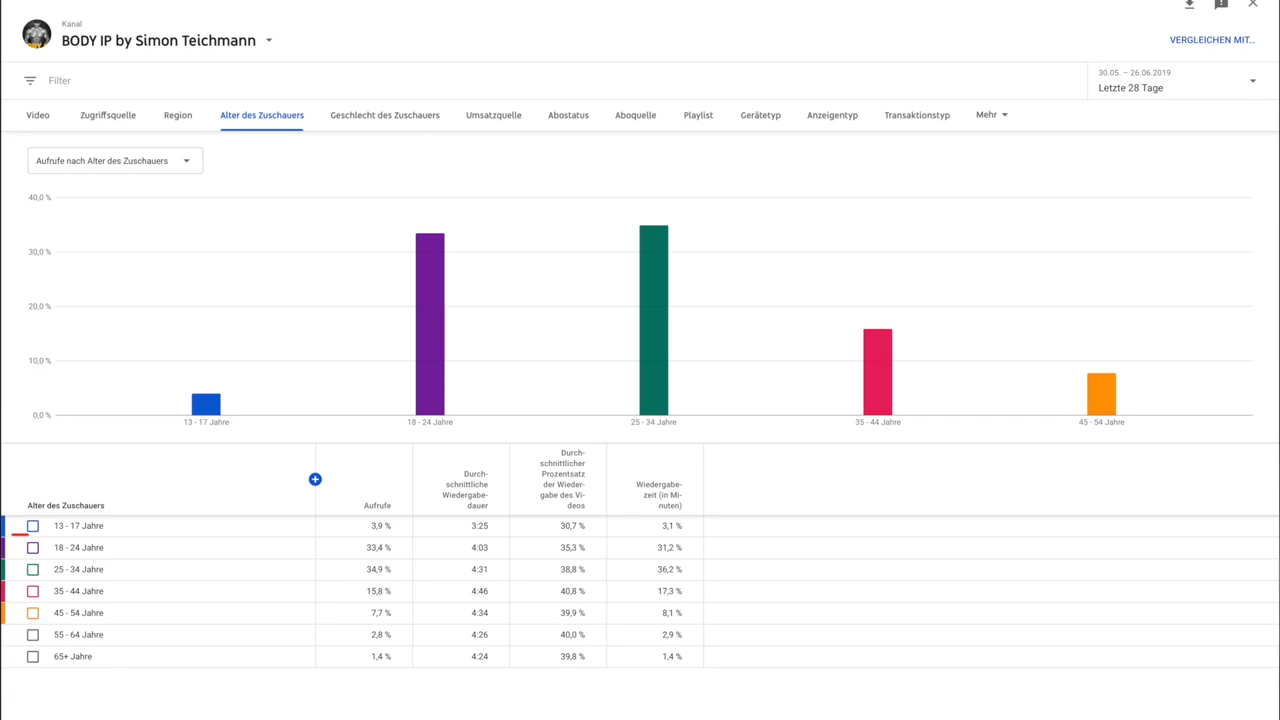 Kanal
BODY IP by Simon Teichmann
VERGLEICHEN MIT...
Filter
30.05. – 26.06.2019
Letzte 28 Tage
Video Zugriffsquelle Region Alter des Zuschauers Geschlecht des Zuschauers Umsatzquelle Abostatus Aboquelle Playlist Gerätetyp Anzeigentyp Transaktionstyp Mehr
Aufrufe nach Alter des Zuschauers
40,0 %
30,0 %
20,0 %
10,0 %
0,0 %
13 - 17 Jahre 18 - 24 Jahre 25 - 34 Jahre 35 - 44 Jahre 45 - 54 Jahre
Alter des Zuschauers
Aufrufe
Durch-
schnittliche
Wiedergabe-
dauer
Durch-
schnittlicher
Prozentsatz
der Wieder-
gabe des Vi-
deos
Wiedergabe-
zeit (in Mi-
nuten)
13 - 17 Jahre 3,9 % 3:25 30,7 % 3,1 %
18 - 24 Jahre 33,4 % 4:03 35,3 % 31,2 %
25 - 34 Jahre 34,9 % 4:31 38,8 % 36,2 %
35 - 44 Jahre 15,8 % 4:46 40,8 % 17,3 %
45 - 54 Jahre 7,7 % 4:34 39,9 % 8,1 %
55 - 64 Jahre 2,8 % 4:26 40,0 % 2,9 %
65+ Jahre 1,4 % 4:24 39,8 % 1,4 %